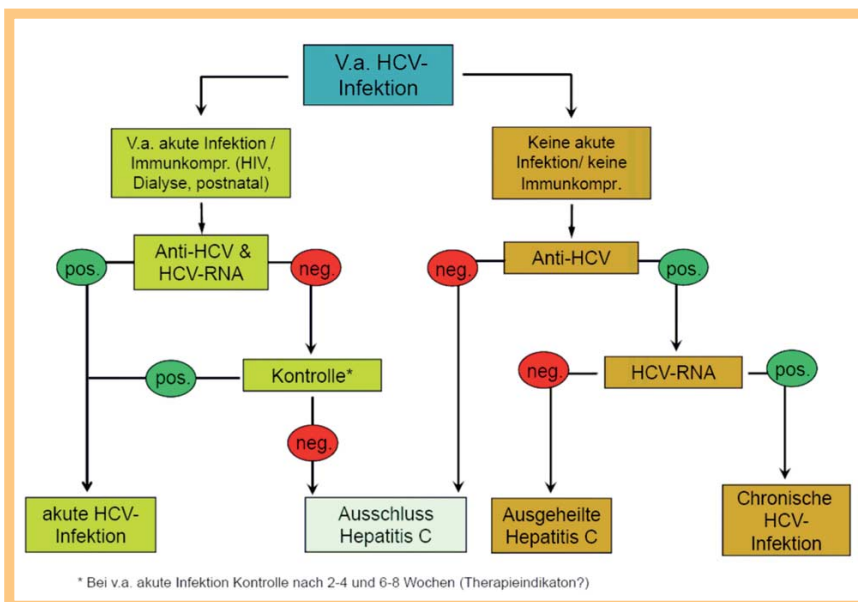 V.a. HCV-
Infektion
V.a. akute Infektion /
Immunkompr. (HIV,
Dialyse, postnatal)
Keine akute
Infektion/ keine
Immunkompr.
pos.
Anti-HCV &
HCV-RNA
neg.
neg.
Anti-HCV
pos.
pos.
Kontrolle*
neg.
HCV-RNA
pos.
neg.
akute HCV-
Infektion
Ausschluss
Hepatitis C
Ausgeheilte
Hepatitis C
Chronische
HCV-
Infektion
* Bei v.a. akute Infektion Kontrolle nach 2-4 und 6-8 Wochen (Therapieindikaton?)